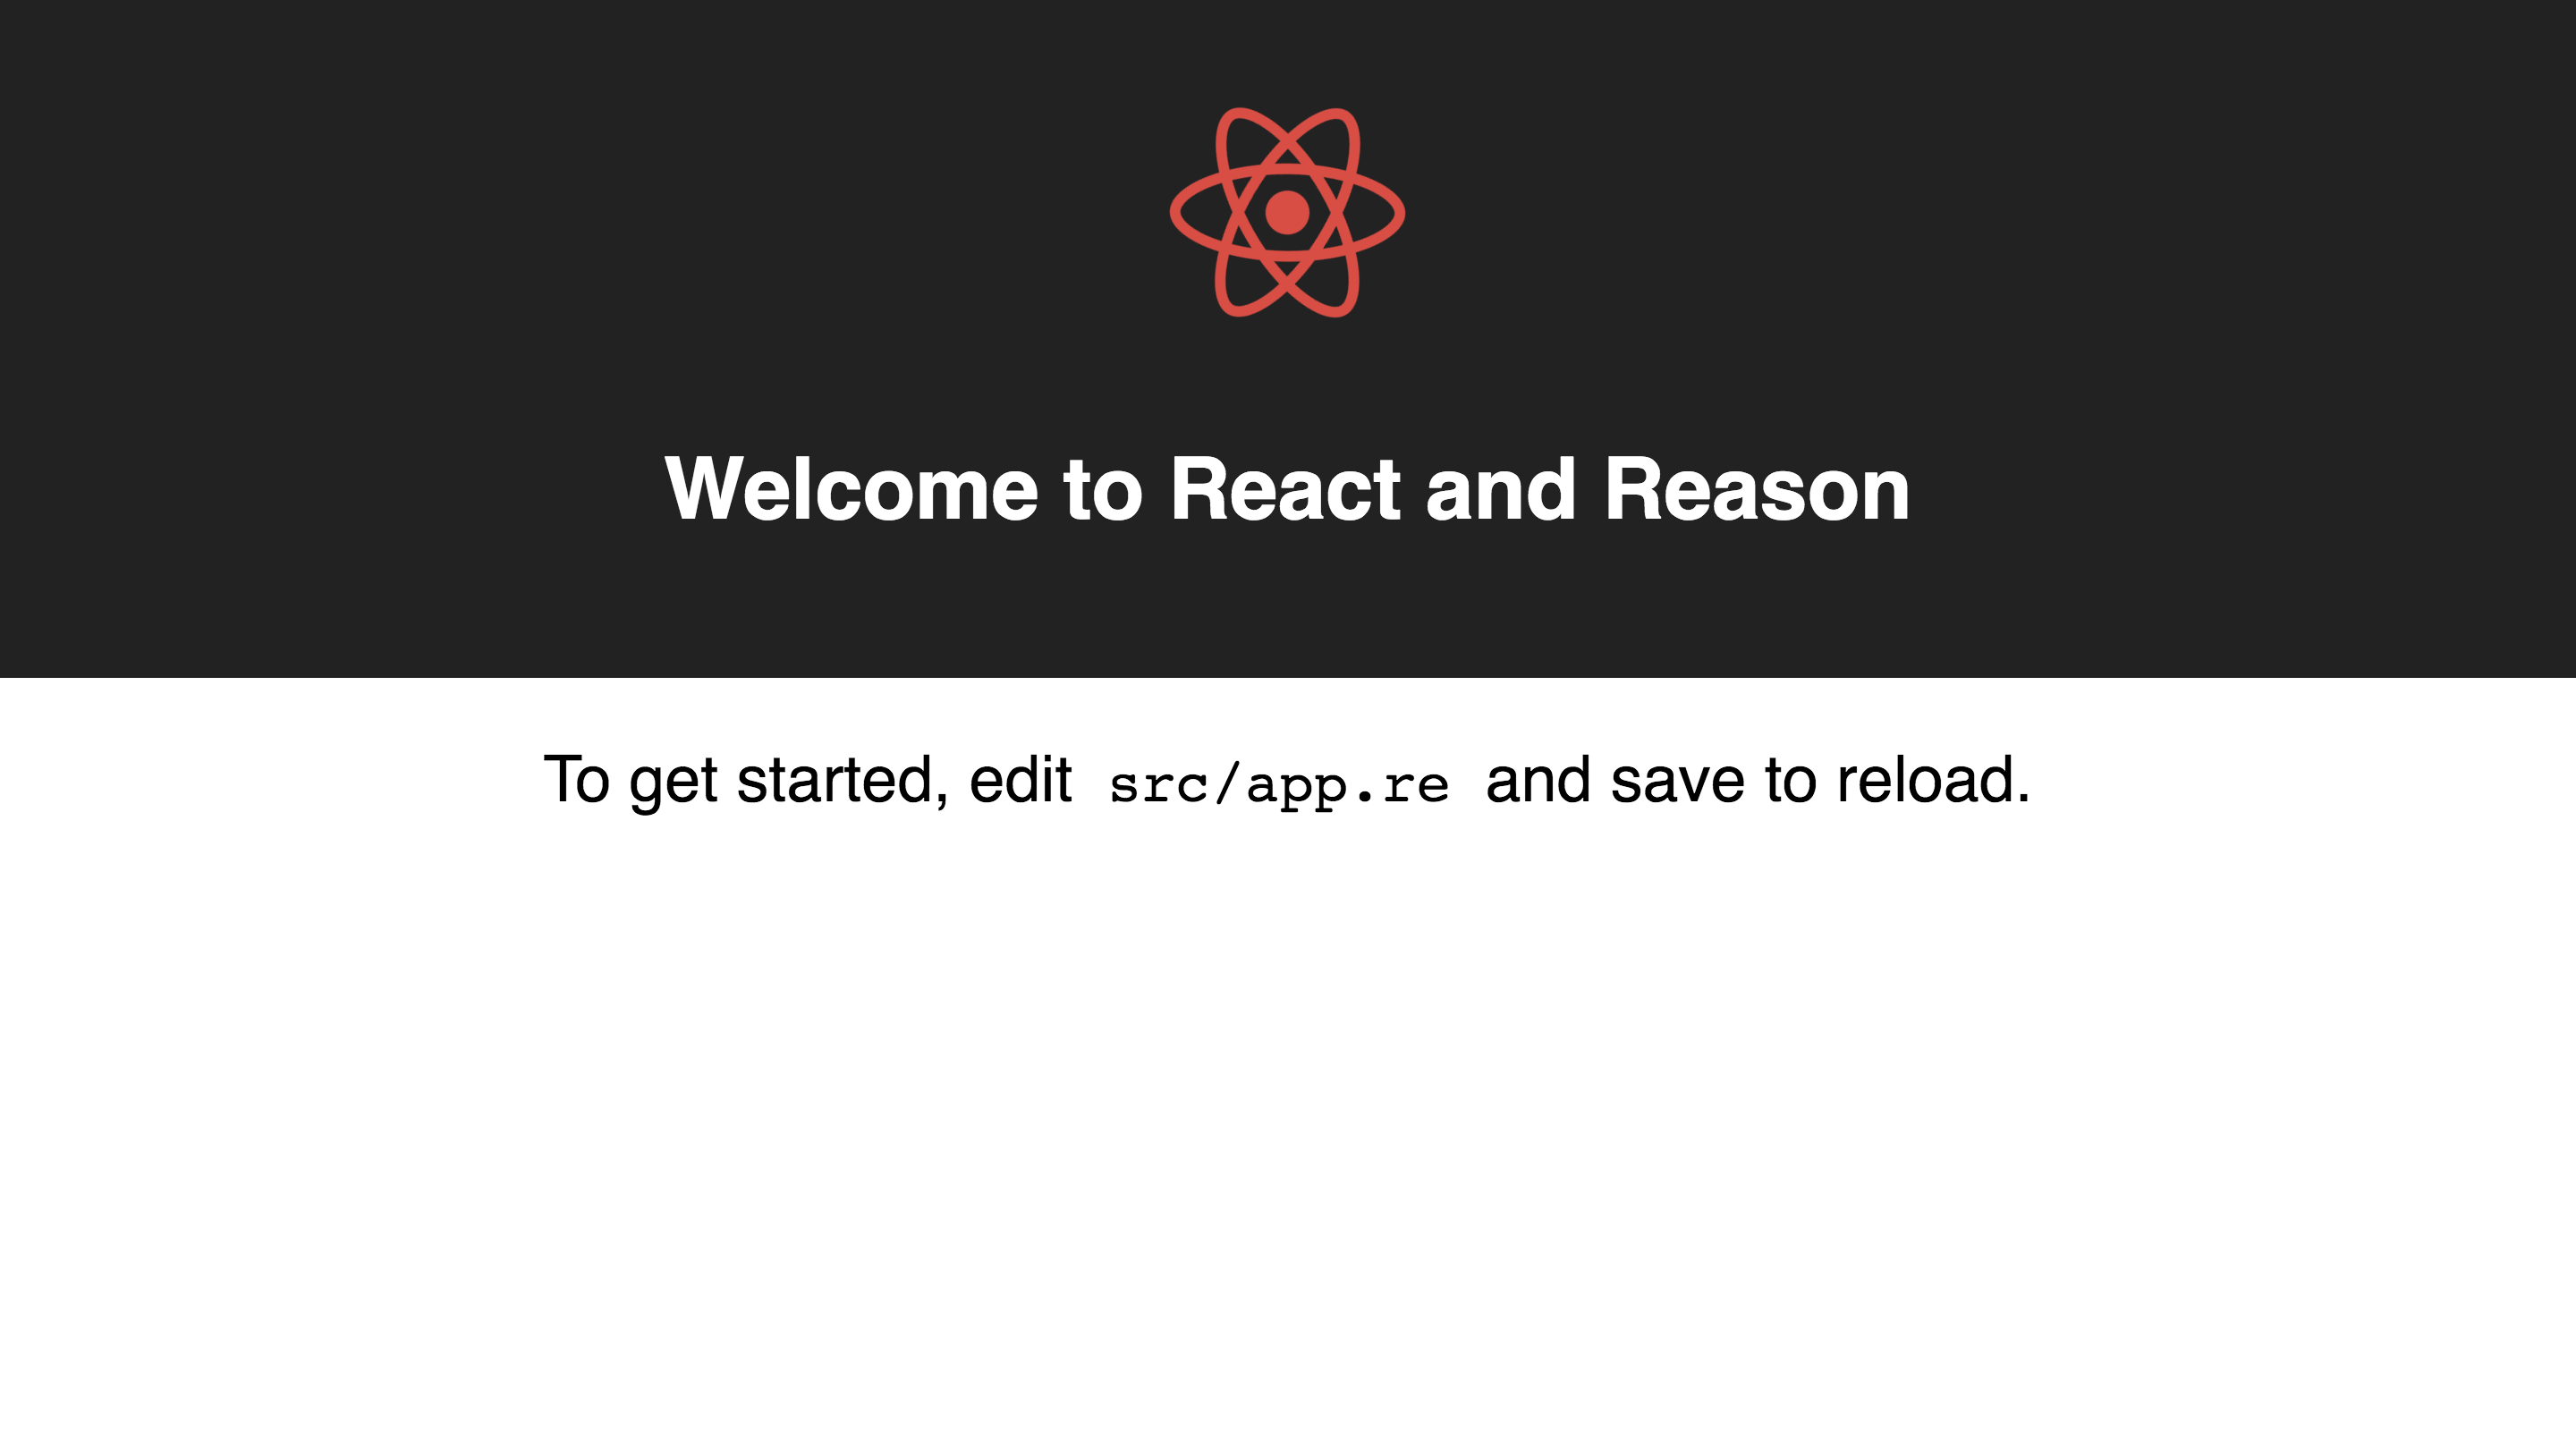 Welcome to React and Reason
To get started, edit src/app.re and save to reload.